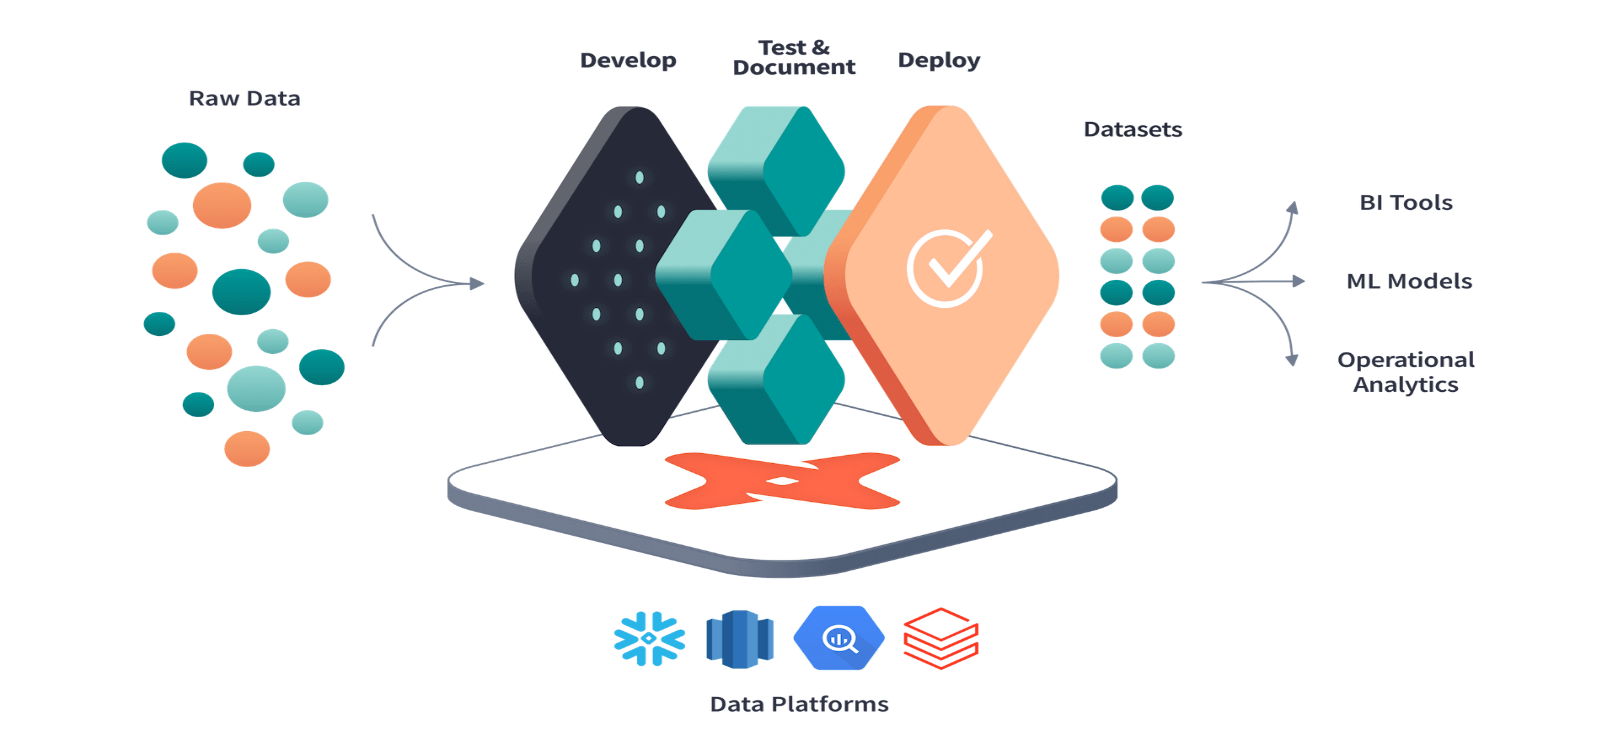 Raw Data
Develop
Test &
Document
Deploy
Datasets
BI Tools
ML Models
Operational
Analytics
Data Platforms